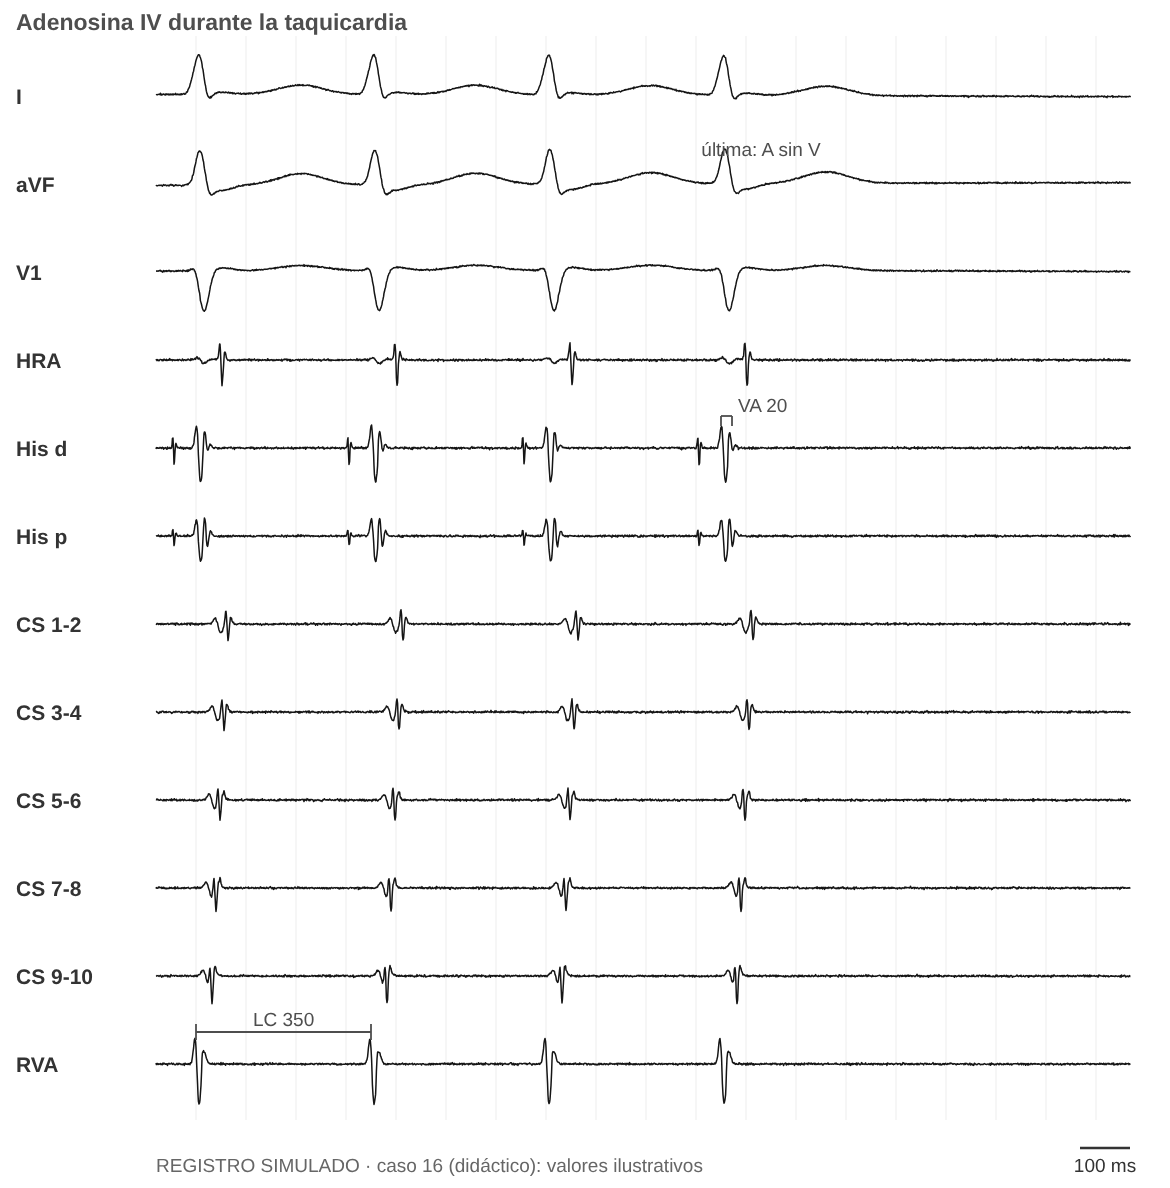 Adenosina IV durante la taquicardia
I
última: A sin V
aVF
V1
HRA
VA 20
His d
His p
CS 1-2
CS 3-4
CS 5-6
CS 7-8
CS 9-10
LC 350
RVA
REGISTRO SIMULADO · caso 16 (didáctico): valores ilustrativos
100 ms